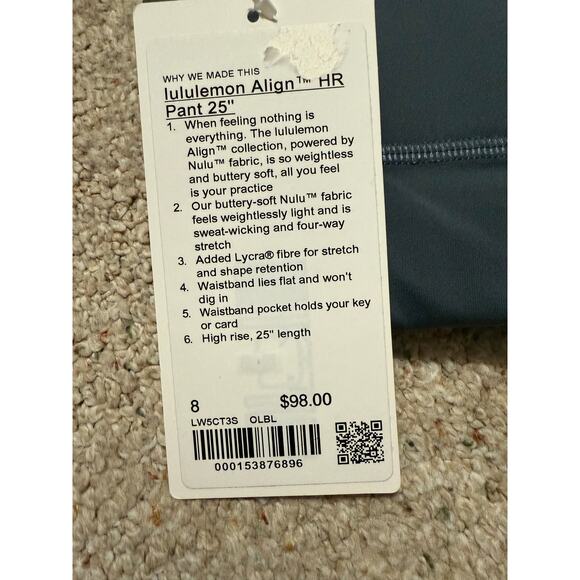 WHY WE MADE THIS
lululemon Align™ HR
Pant 25"
1. When feeling nothing is
everything. The lululemon
Align™ collection, powered by
Nulu™ fabric, is so weightless
and buttery soft, all you feel
is your practice
2. Our buttery-soft Nulu™ fabric
feels weightlessly light and is
sweat-wicking and four-way
stretch
3. Added Lycra® fibre for stretch
and shape retention
4. Waistband lies flat and won't
dig in
5. Waistband pocket holds your key
or card
6. High rise, 25" length
8 $98.00
LW5CT3S OLBL
000153876896